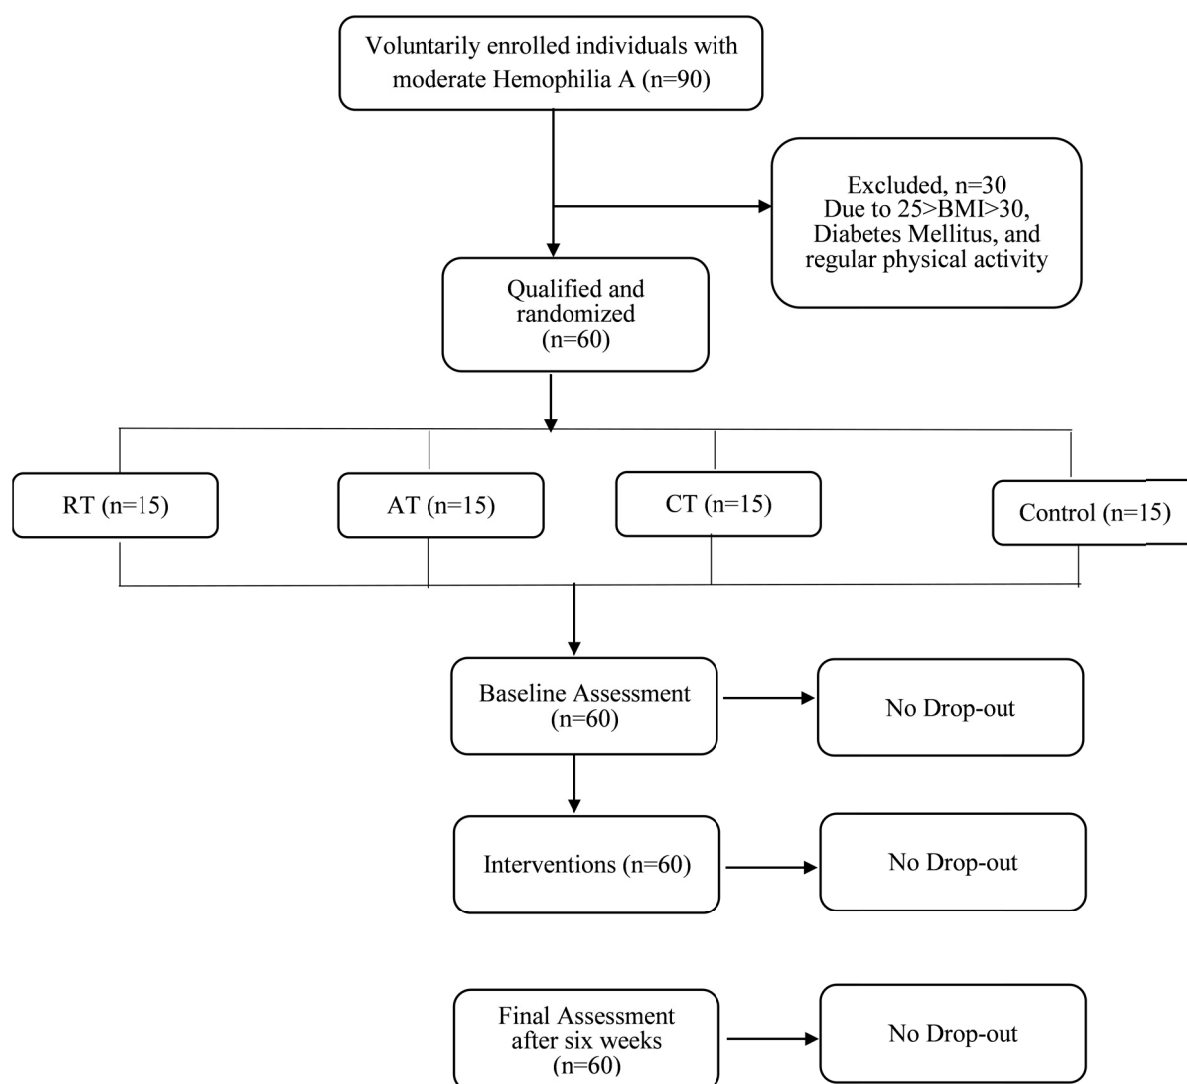 Voluntarily enrolled individuals with
moderate Hemophilia A (n=90)
Excluded, n=30
Due to 25>BMI>30,
Diabetes Mellitus, and
regular physical activity
Qualified and
randomized
(n=60)
RT (n=15)
AT (n=15)
CT (n=15)
Control (n=15)
Baseline Assessment
(n=60)
No Drop-out
Interventions (n=60)
No Drop-out
Final Assessment
after six weeks
(n=60)
No Drop-out